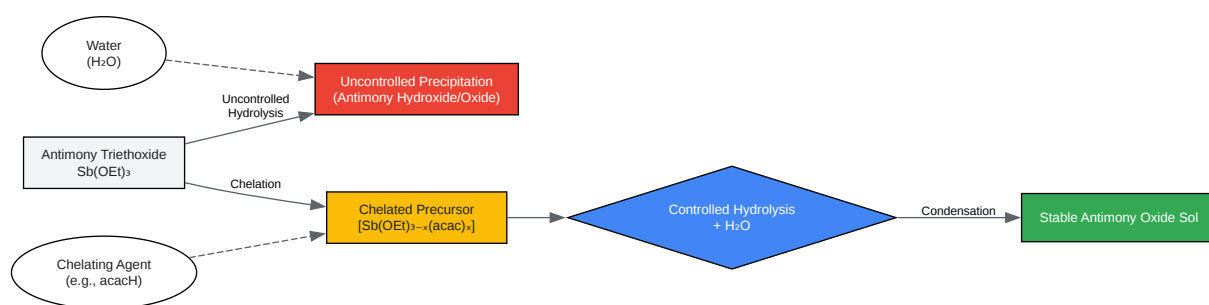 Water
(H₂O)
Uncontrolled Precipitation
(Antimony Hydroxide/Oxide)
Uncontrolled
Hydrolysis
Antimony Triethoxide
Sb(OEt)₃
Chelation
Chelated Precursor
[Sb(OEt)₃₋ₓ(acac)ₓ]
Controlled Hydrolysis
+ H₂O
Condensation
Stable Antimony Oxide Sol
Chelating Agent
(e.g., acacH)